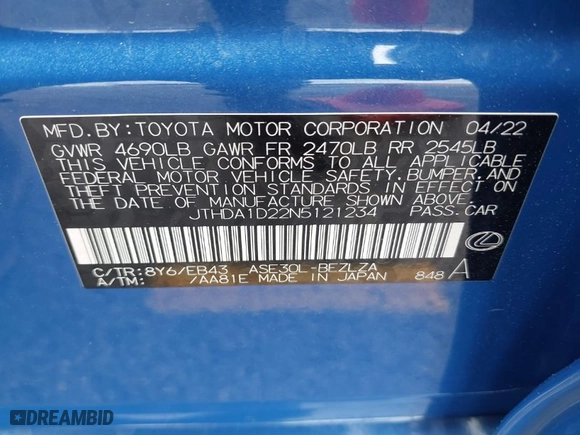 MFD.BY:TOYOTA MOTOR CORPORATION 04/22
GVWR 4690LB GAWR FR 2470LB RR 2545LB
THIS VEHICLE CONFORMS TO ALL APPLICABLE
FEDERAL MOTOR VEHICLE SAFETY,BUMPER,AND
THEFT PREVENTION STANDARDS IN EFFECT ON
THE DATE OF MANUFACTURE SHOWN ABOVE.
JTHDA1D22N5121234 PASS.CAR
C/TR:8Y6/EB43 ASE30L-BEZLZA
A/TM: /AA81E MADE IN JAPAN 848 A
DREAMBID